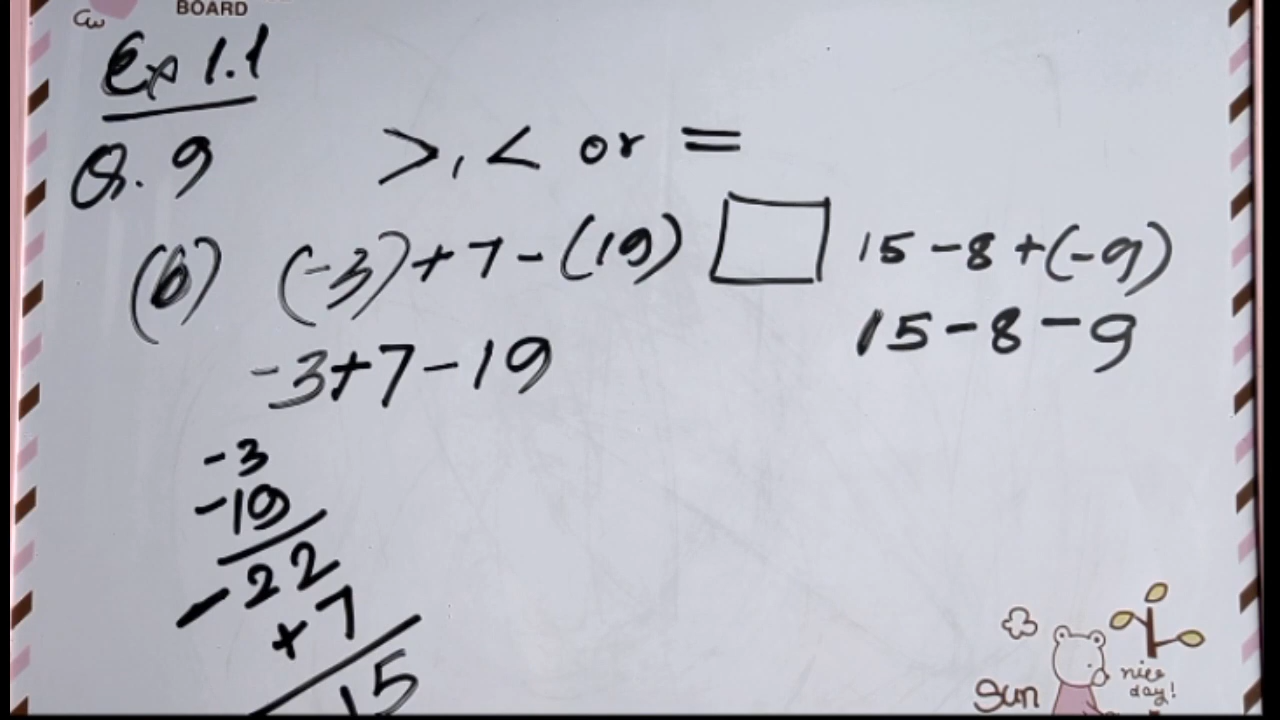 BOARD
Ex 1.1
Q. 9 >, < or =
(b) (-3)+7-(19) □ 15-8+(-9)
-3+7-19 15-8-9
-3
-19
-22
+7
15
sun nice
day!